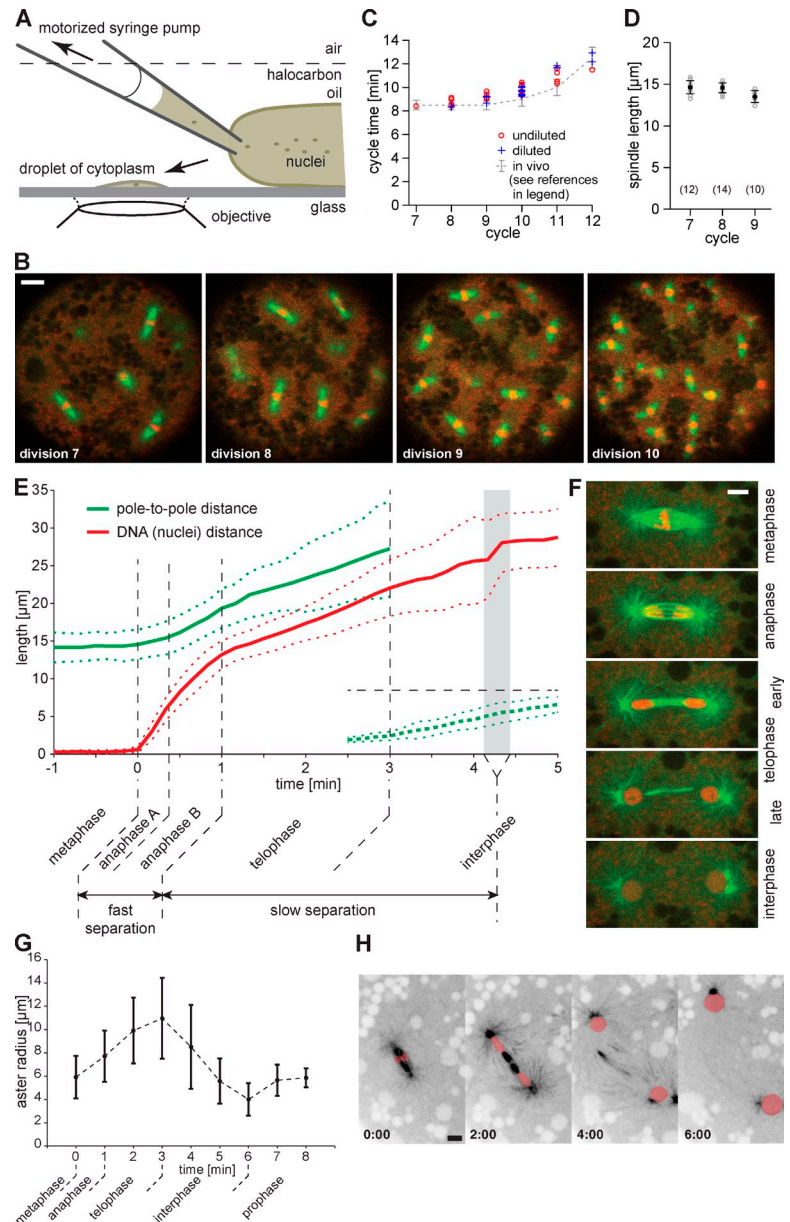 A
motorized syringe pump
air
halocarbon
oil
nuclei
droplet of cytoplasm
glass
objective
C
cycle time [min]
14
12
10
8
6
4
2
0
undiluted
diluted
in vivo
(see references
in legend)
7 8 9 10 11 12
cycle
D
spindle length [µm]
20
15
10
5
0
(12) (14) (10)
7 8 9
cycle
B
division 7
division 8
division 9
division 10
E
length [µm]
35
30
25
20
15
10
5
0
pole-to-pole distance
DNA (nuclei) distance
-1 0 1 2 3 4 5
time [min]
metaphase
anaphase A
anaphase B
telophase
interphase
fast
separation
slow separation
F
metaphase
anaphase
early
telophase
late
interphase
G
aster radius [µm]
16
14
12
10
8
6
4
2
0
0 1 2 3 4 5 6 7 8
time [min]
metaphase
anaphase
telophase
interphase
prophase
H
0:00
2:00
4:00
6:00